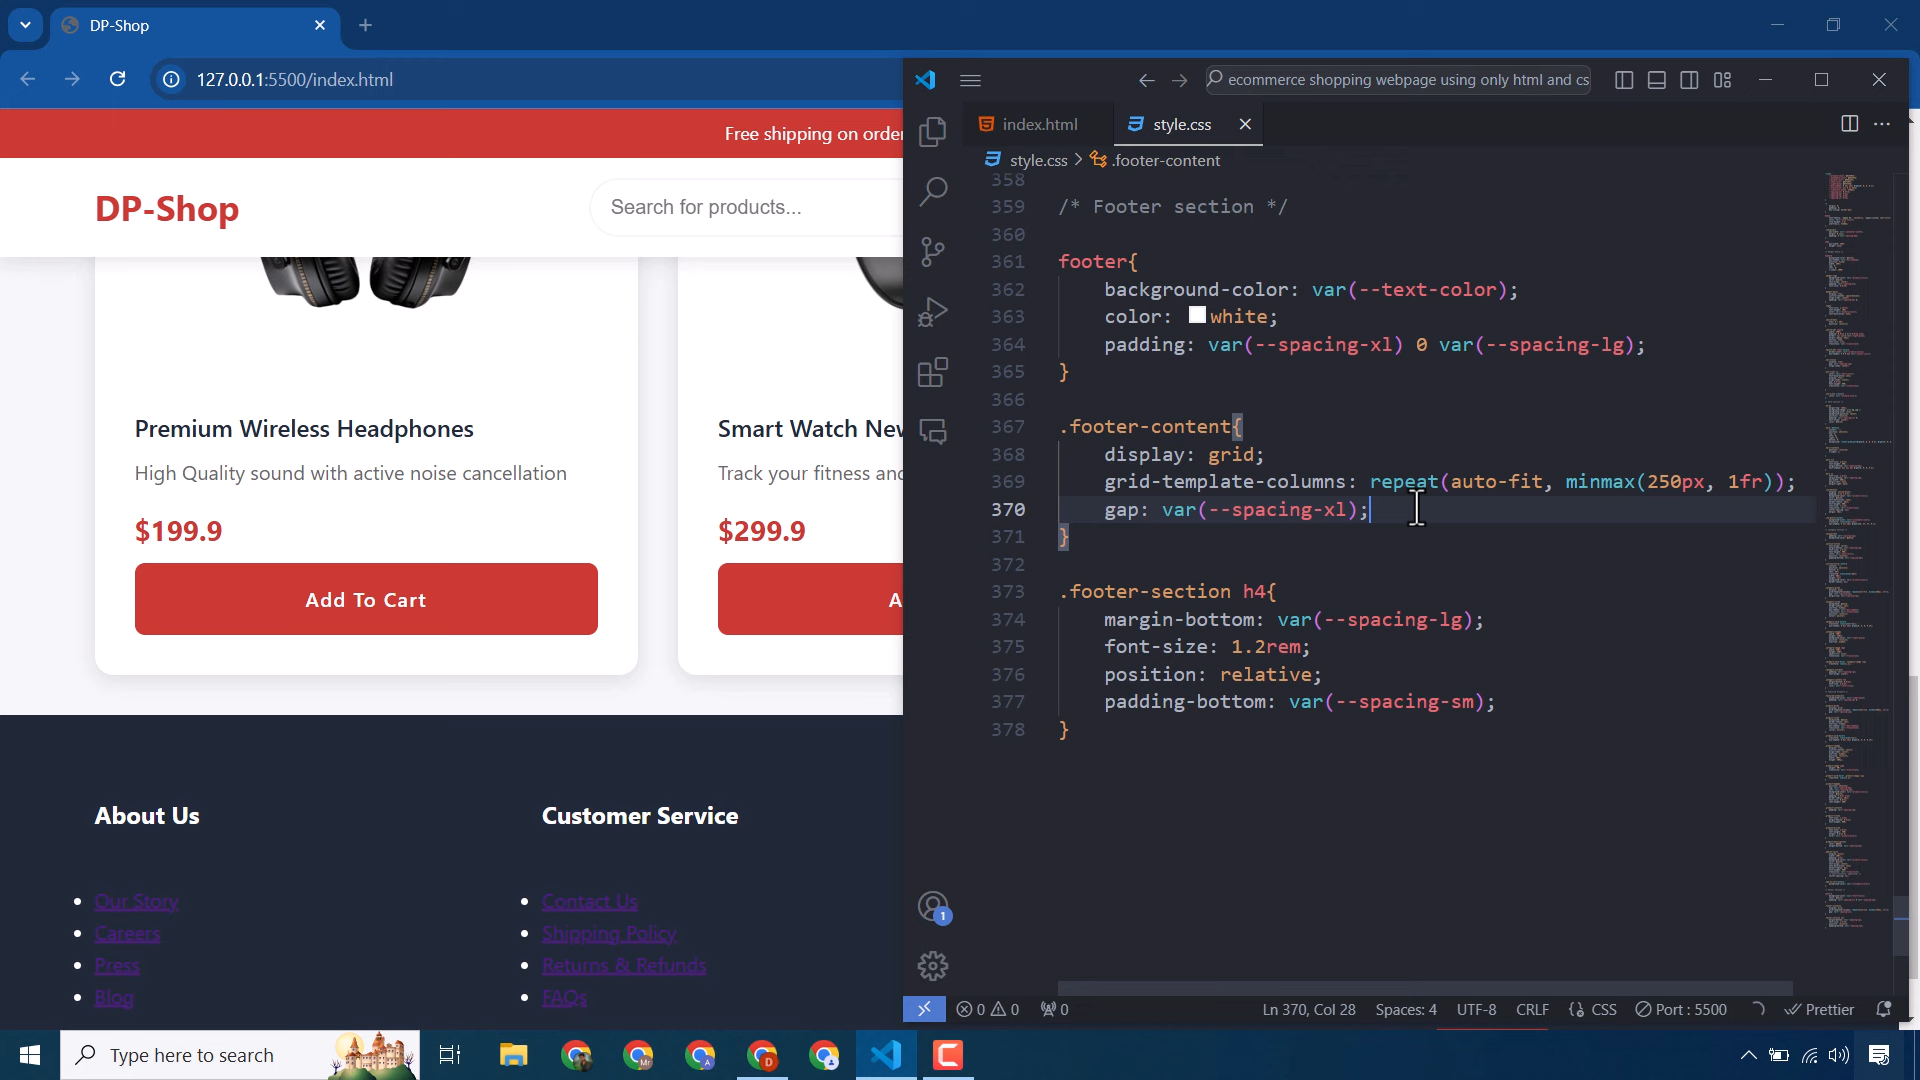 DP-Shop
127.0.0.1:5500/index.html
Free shipping on order
DP-Shop
Search for products...
Premium Wireless Headphones
High Quality sound with active noise cancellation
$199.9
Add To Cart
Smart Watch Nev
Track your fitness and
$299.9
A
About Us
Our Story
Careers
Press
Blog
Customer Service
Contact Us
Shipping Policy
Returns & Refunds
FAQs
ecommerce shopping webpage using only html and cs
index.html
style.css
style.css > .footer-content
358
359 /* Footer section */
360
361 footer{
362 background-color: var(--text-color);
363 color: white;
364 padding: var(--spacing-xl) 0 var(--spacing-lg);
365 }
366
367 .footer-content{
368 display: grid;
369 grid-template-columns: repeat(auto-fit, minmax(250px, 1fr));
370 gap: var(--spacing-xl);
371 }
372
373 .footer-section h4{
374 margin-bottom: var(--spacing-lg);
375 font-size: 1.2rem;
376 position: relative;
377 padding-bottom: var(--spacing-sm);
378 }
1
0 0 0 Ln 370, Col 28 Spaces: 4 UTF-8 CRLF {} CSS Port : 5500 Prettier
Type here to search